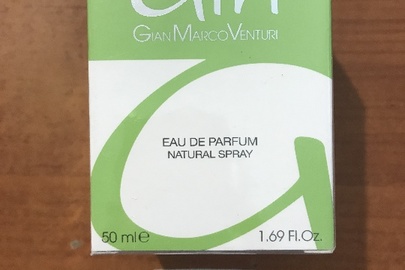 GIAN MARCO VENTURI
EAU DE PARFUM
NATURAL SPRAY
50 ml e 1.69 Fl.Oz.